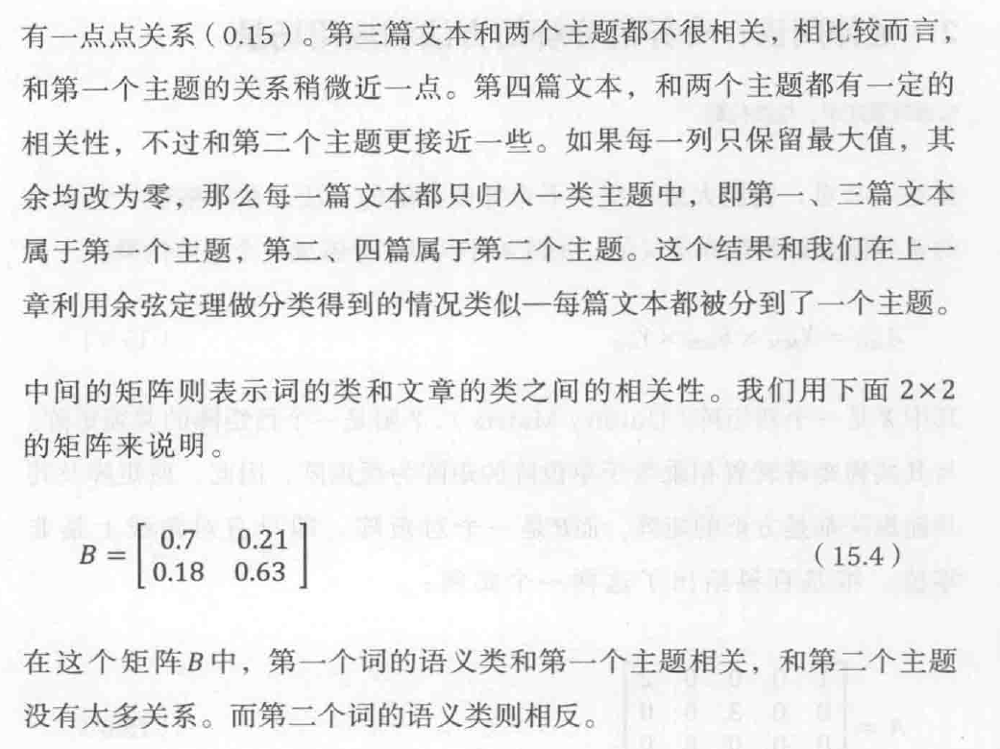 有一点点关系（0.15）。第三篇文本和两个主题都不很相关，相比较而言，
和第一个主题的关系稍微近一点。第四篇文本，和两个主题都有一定的
相关性，不过和第二个主题更接近一些。如果每一列只保留最大值，其
余均改为零，那么每一篇文本都只归入一类主题中，即第一、三篇文本
属于第一个主题，第二、四篇属于第二个主题。这个结果和我们在上一
章利用余弦定理做分类得到的情况类似—每篇文本都被分到了一个主题。
中间的矩阵则表示词的类和文章的类之间的相关性。我们用下面 2×2
的矩阵来说明。
B = [ 0.7 0.21
0.18 0.63 ] （15.4）
在这个矩阵B中，第一个词的语义类和第一个主题相关，和第二个主题
没有太多关系。而第二个词的语义类则相反。